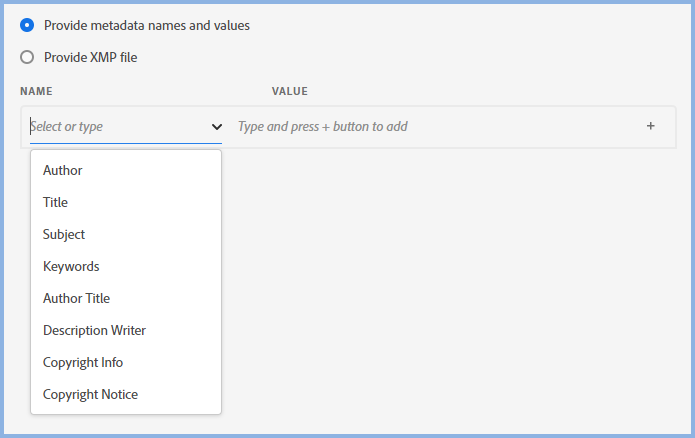 Provide metadata names and values
Provide XMP file
NAME VALUE
Select or type Type and press + button to add +
Author
Title
Subject
Keywords
Author Title
Description Writer
Copyright Info
Copyright Notice